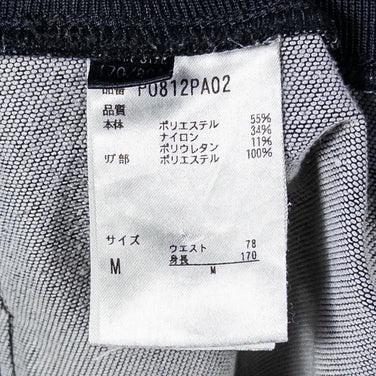 品番 P0812PA02
品質
本体 ポリエステル 55%
ナイロン 34%
ポリウレタン 11%
リブ部 ポリエステル 100%
サイズ
M
ウエスト 78
身長 170
M